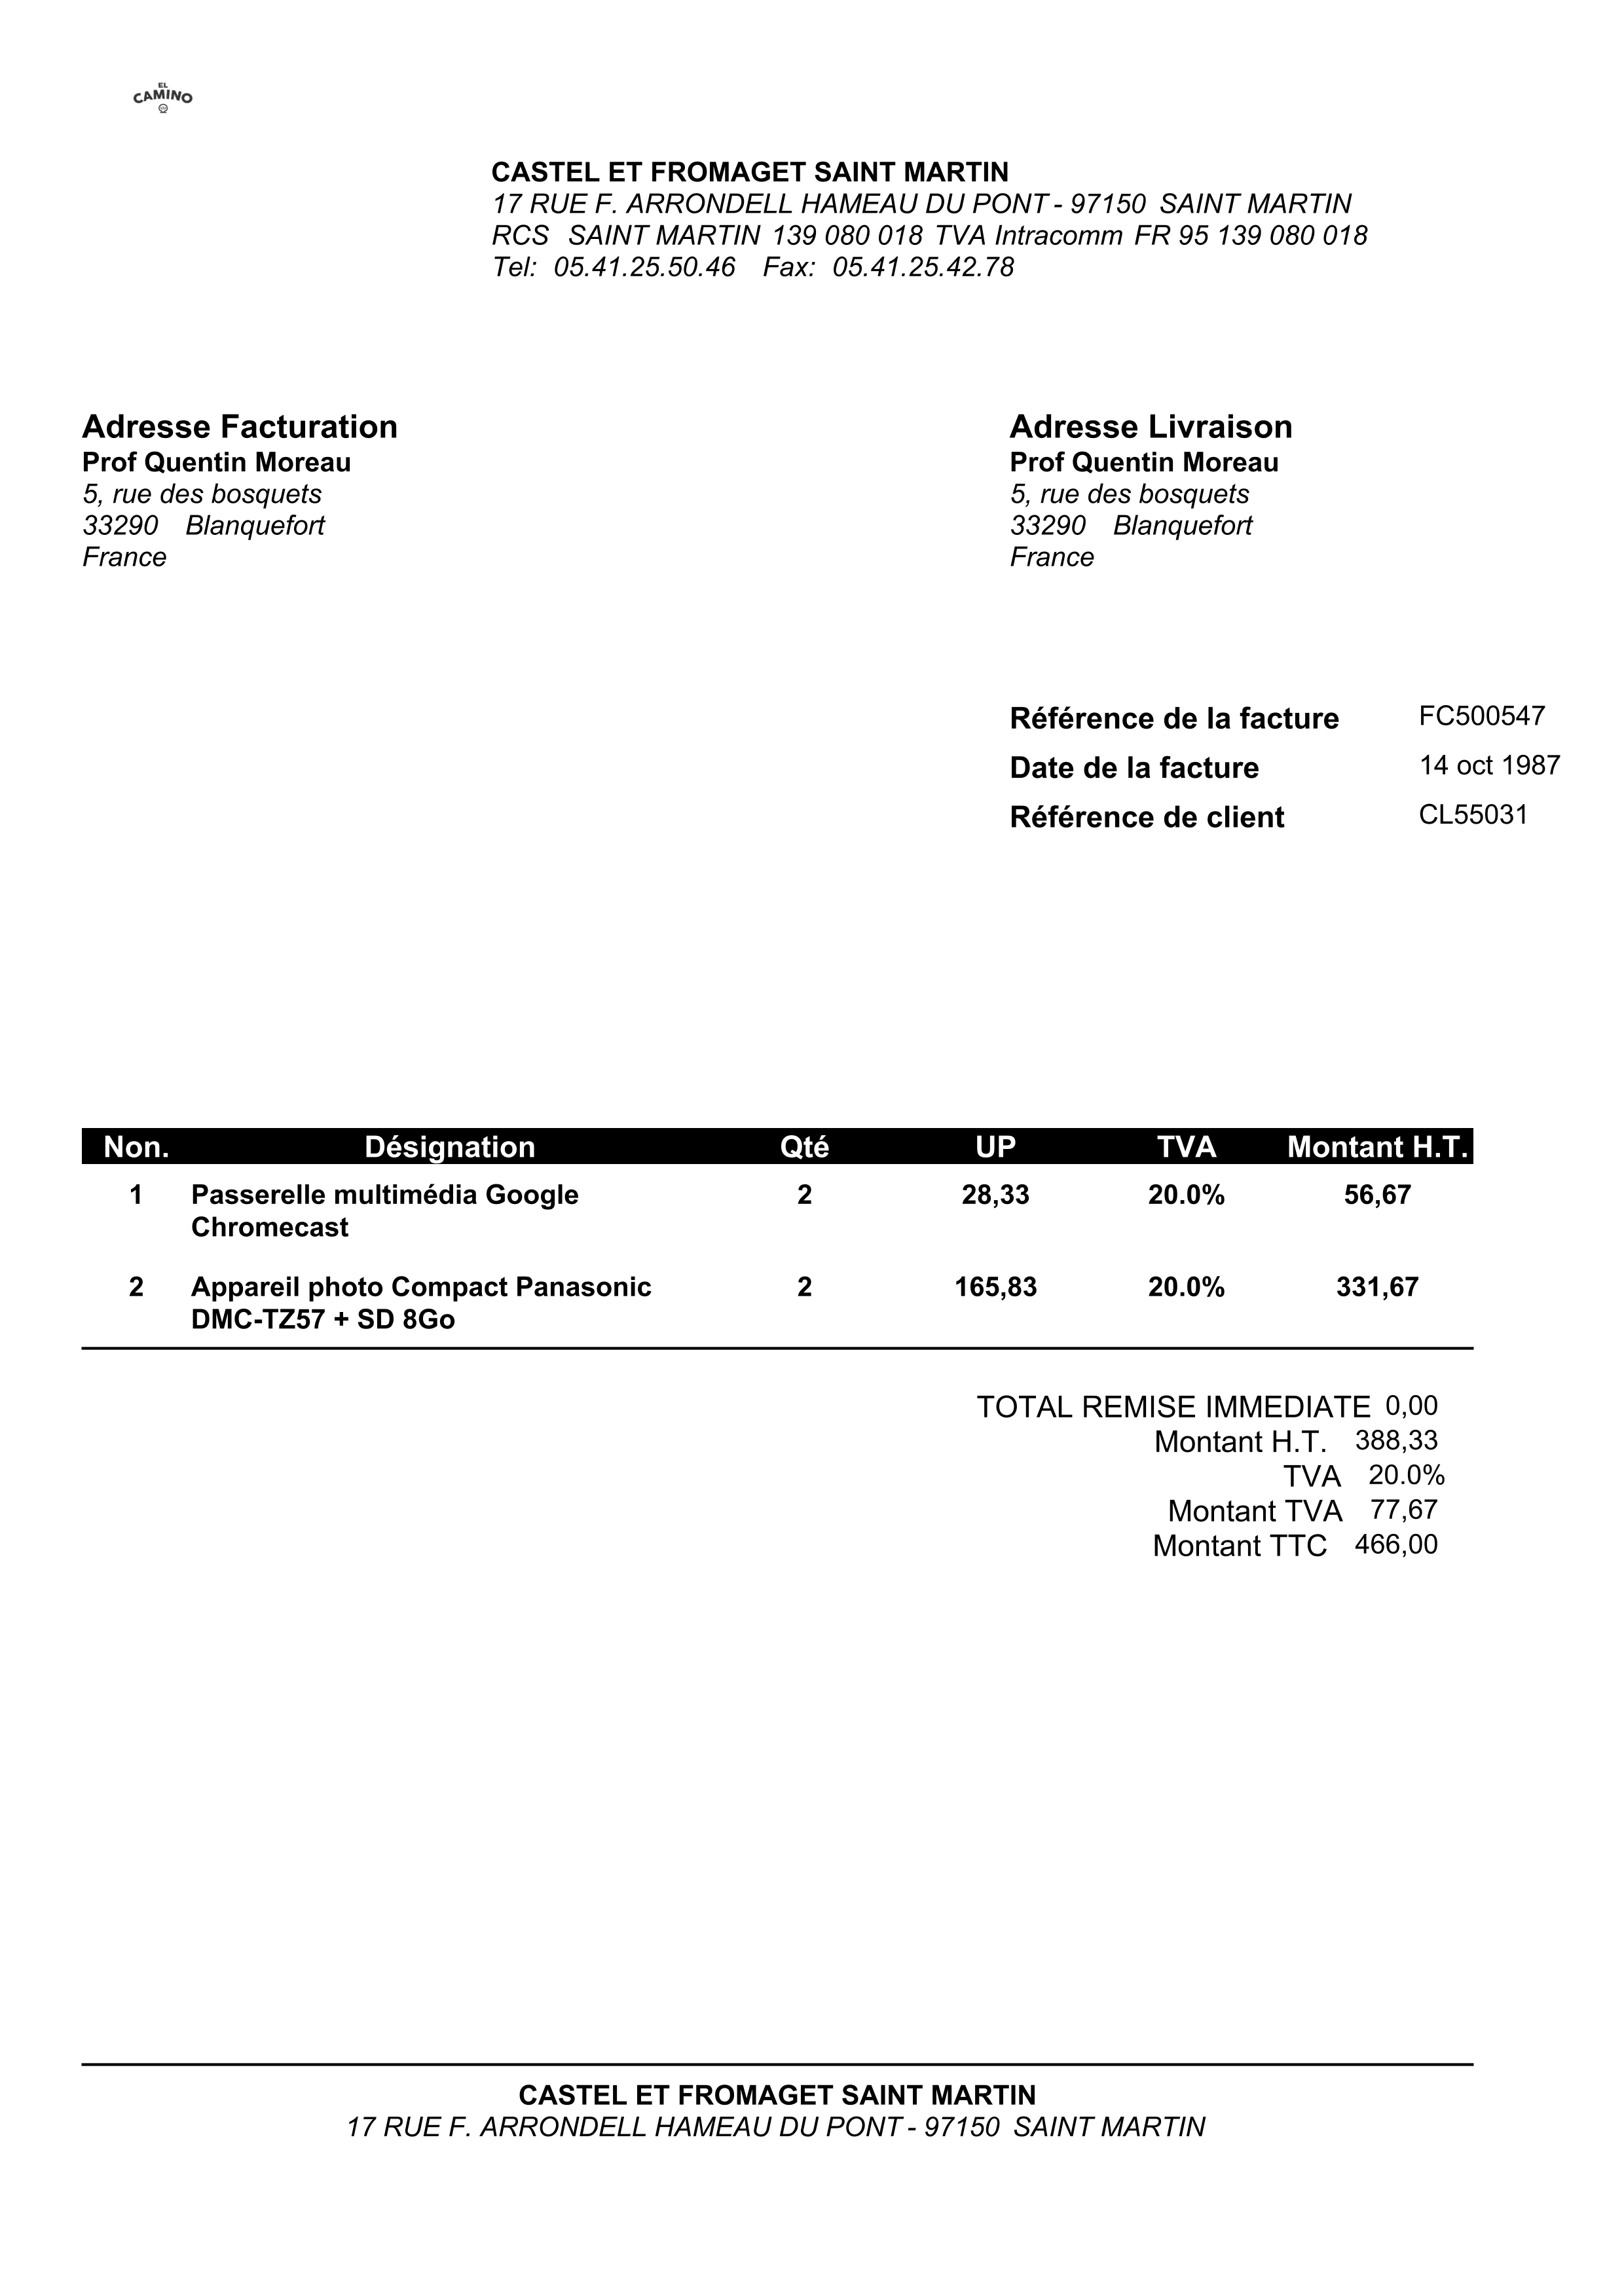 EL
CAMINO
CASTEL ET FROMAGET SAINT MARTIN
17 RUE F. ARRONDELL HAMEAU DU PONT - 97150 SAINT MARTIN
RCS SAINT MARTIN 139 080 018 TVA Intracomm FR 95 139 080 018
Tel: 05.41.25.50.46 Fax: 05.41.25.42.78
Adresse Facturation
Prof Quentin Moreau
5, rue des bosquets
33290 Blanquefort
France
Adresse Livraison
Prof Quentin Moreau
5, rue des bosquets
33290 Blanquefort
France
Référence de la facture FC500547
Date de la facture 14 oct 1987
Référence de client CL55031
Non. Désignation Qté UP TVA Montant H.T.
1 Passerelle multimédia Google 2 28,33 20.0% 56,67
Chromecast
2 Appareil photo Compact Panasonic 2 165,83 20.0% 331,67
DMC-TZ57 + SD 8Go
TOTAL REMISE IMMEDIATE 0,00
Montant H.T. 388,33
TVA 20.0%
Montant TVA 77,67
Montant TTC 466,00
CASTEL ET FROMAGET SAINT MARTIN
17 RUE F. ARRONDELL HAMEAU DU PONT - 97150 SAINT MARTIN